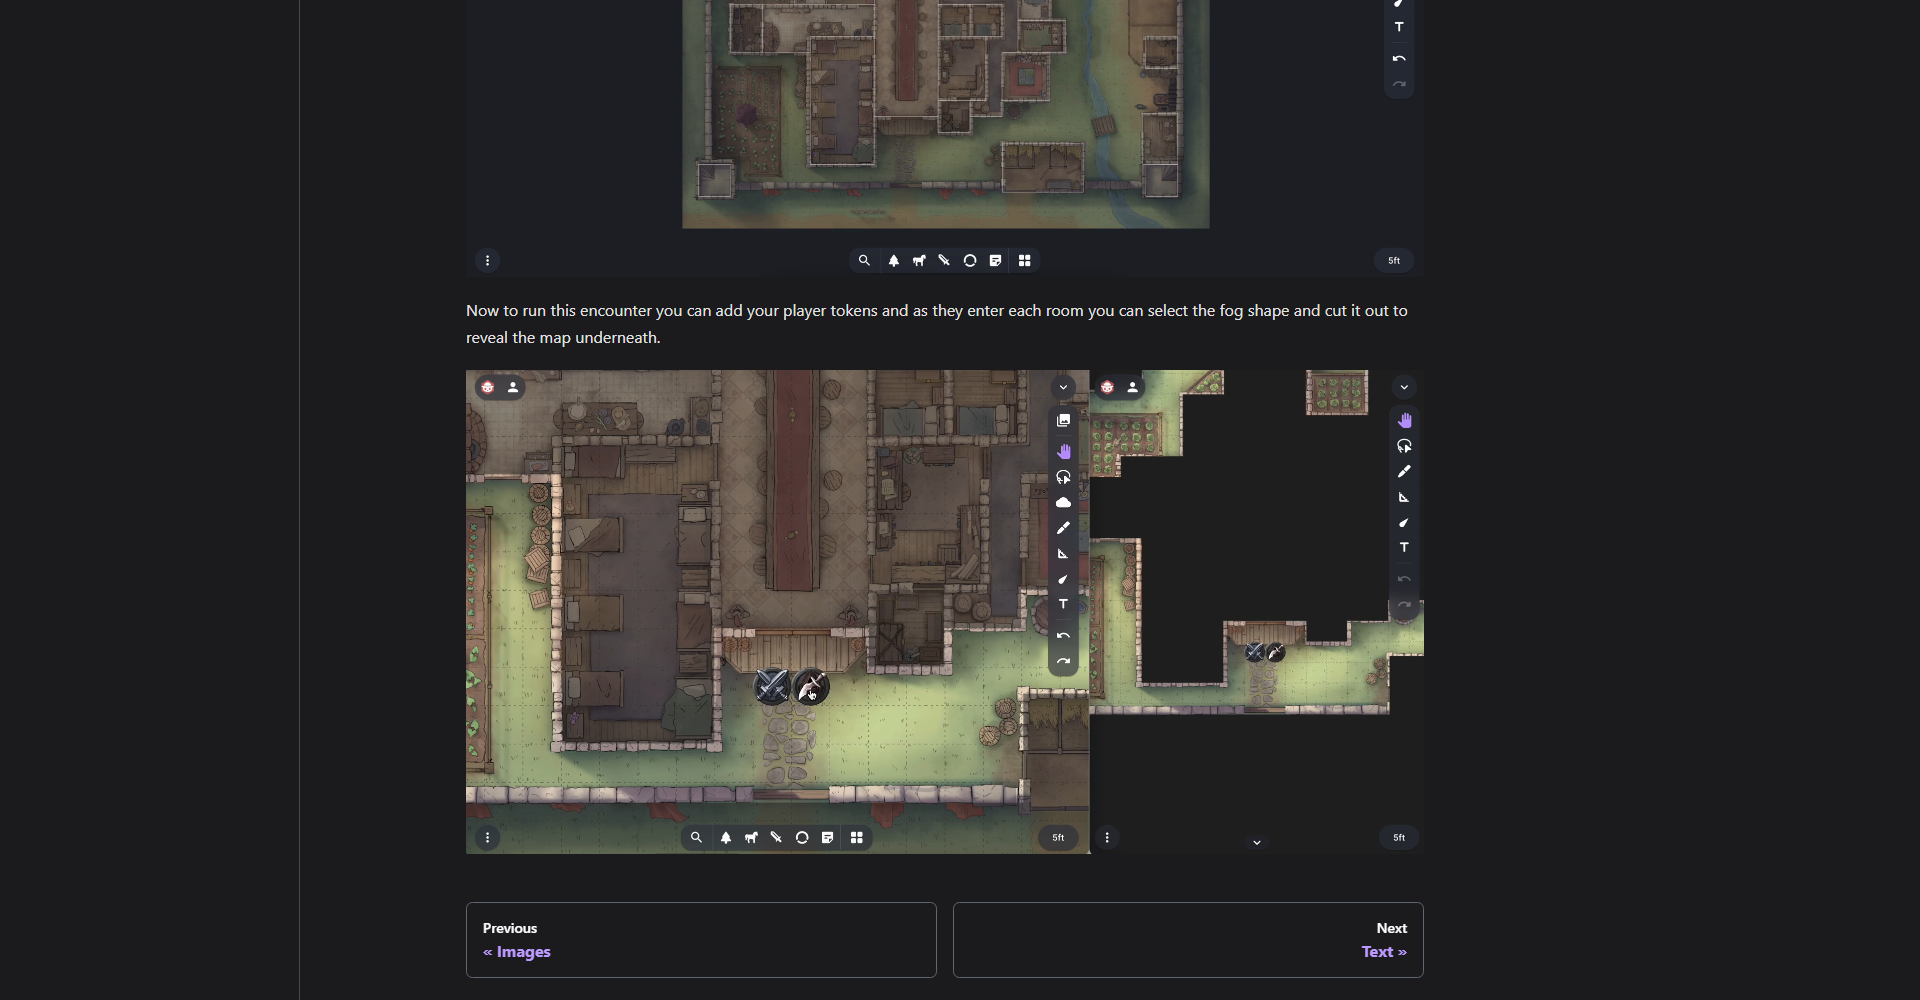 T
5ft
Now to run this encounter you can add your player tokens and as they enter each room you can select the fog shape and cut it out to
reveal the map underneath.
T
T
5ft
5ft
Previous
« Images
Next
Text »